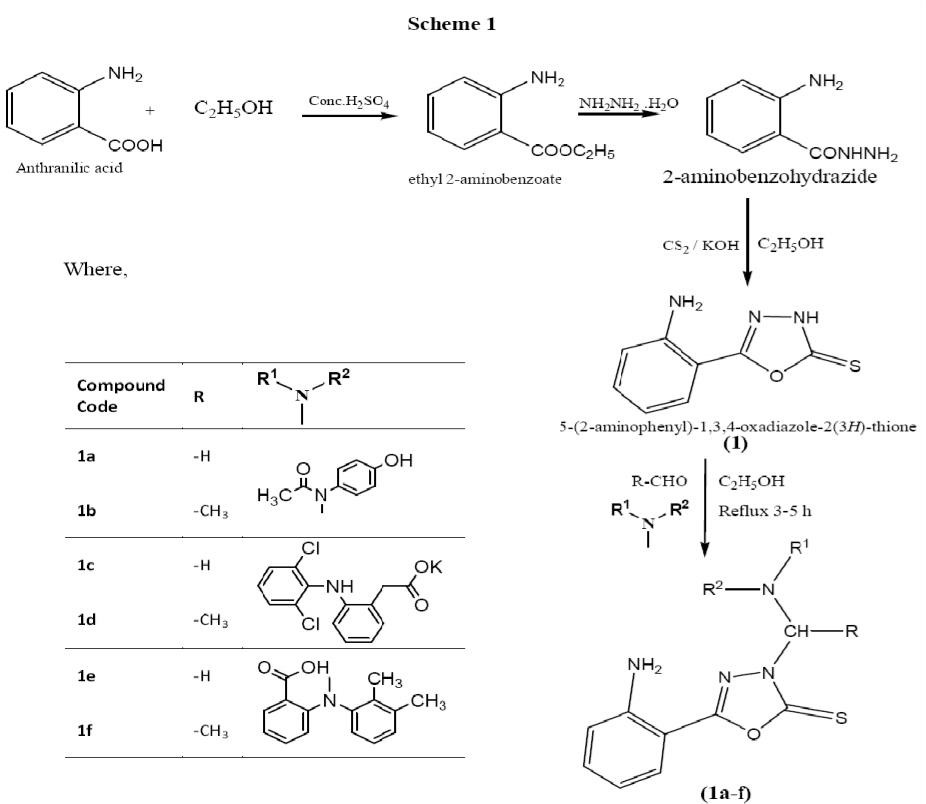 Scheme 1
NH2
+ C2H5OH
COOH
Anthranilic acid
Conc.H2SO4
NH2
COOC2H5
ethyl 2-aminobenzoate
NH2NH2 .H2O
NH2
CONHNH2
2-aminobenzohydrazide
CS2 / KOH C2H5OH
NH2
N NH
O S
5-(2-aminophenyl)-1,3,4-oxadiazole-2(3H)-thione
(1)
R-CHO C2H5OH
R1 R2 Reflux 3-5 h
N
R1
R2 N
CH R
NH2
N N
O S
(1a-f)
Where,
Compound Code R R1 R2
N
1a -H
O OH
H3C N
1b -CH3
1c -H
Cl OK
NH O
Cl
1d -CH3
1e -H
O OH CH3
N CH3
1f -CH3